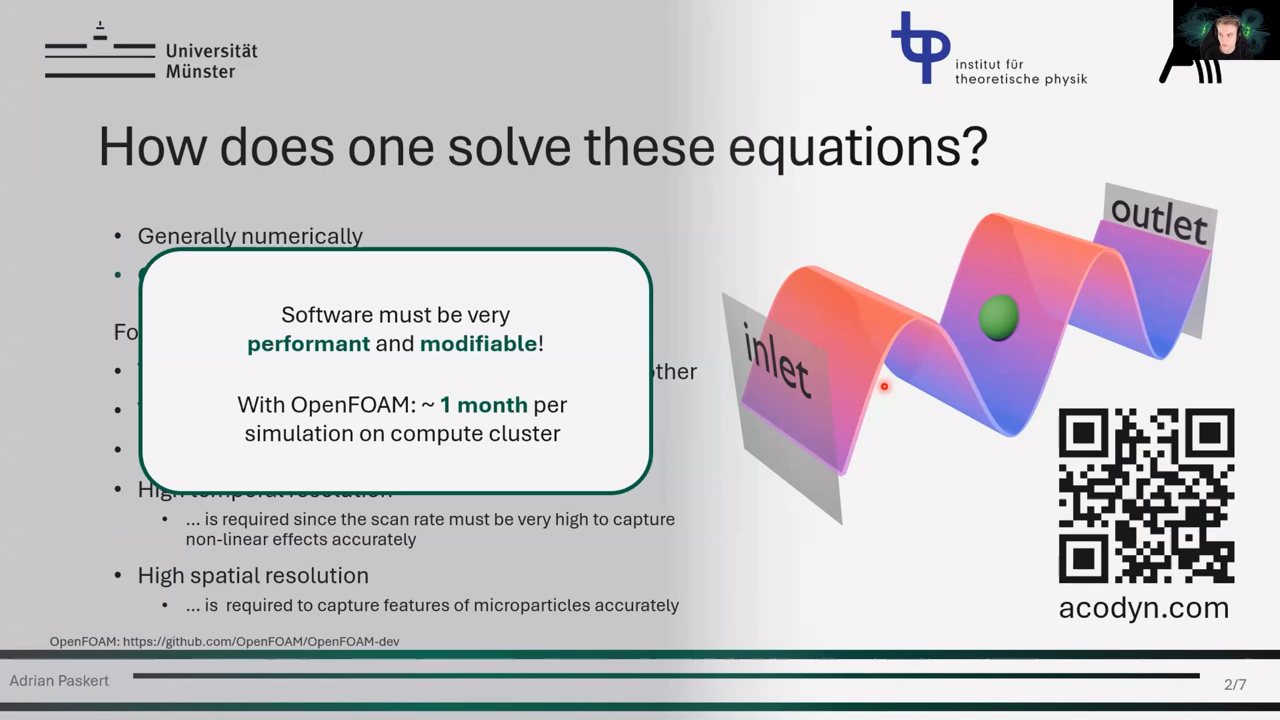 Universität
Münster
institut für
theoretische physik
How does one solve these equations?
• Generally numerically
Software must be very
performant and modifiable!
With OpenFOAM: ~ 1 month per
simulation on compute cluster
Fo
other
• High temporal resolution
• ... is required since the scan rate must be very high to capture
non-linear effects accurately
• High spatial resolution
• ... is required to capture features of microparticles accurately
inlet
outlet
acodyn.com
OpenFOAM: https://github.com/OpenFOAM/OpenFOAM-dev
Adrian Paskert
2/7